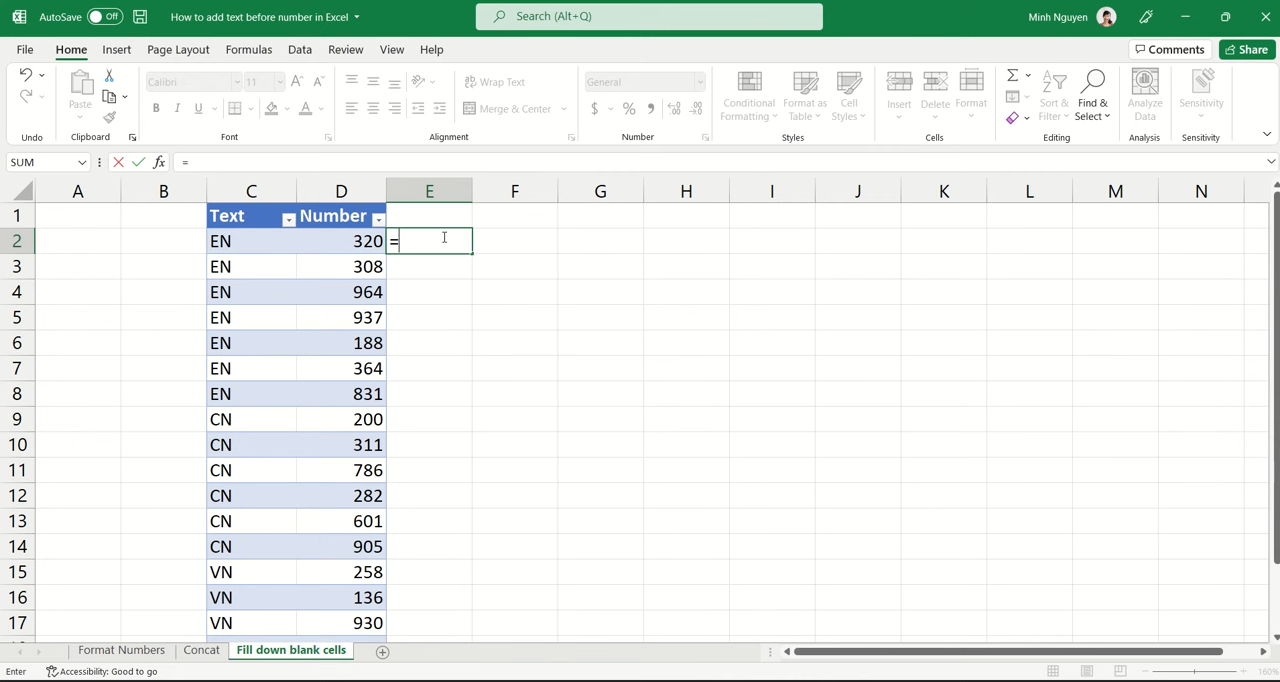 AutoSave Off How to add text before number in Excel Search (Alt+Q) Minh Nguyen
File Home Insert Page Layout Formulas Data Review View Help Comments Share
Calibri 11 Wrap Text General
Paste Merge & Center Conditional Formatting Format as Table Cell Styles Insert Delete Format Sort & Filter Find & Select Analyze Data Sensitivity
Undo Clipboard Font Alignment Number Styles Cells Editing Analysis Sensitivity
SUM fx =
A B C D E F G H I J K L M N
1 Text Number
2 EN 320 =
3 EN 308
4 EN 964
5 EN 937
6 EN 188
7 EN 364
8 EN 831
9 CN 200
10 CN 311
11 CN 786
12 CN 282
13 CN 601
14 CN 905
15 VN 258
16 VN 136
17 VN 930
Format Numbers Concat Fill down blank cells
Enter Accessibility: Good to go 160%